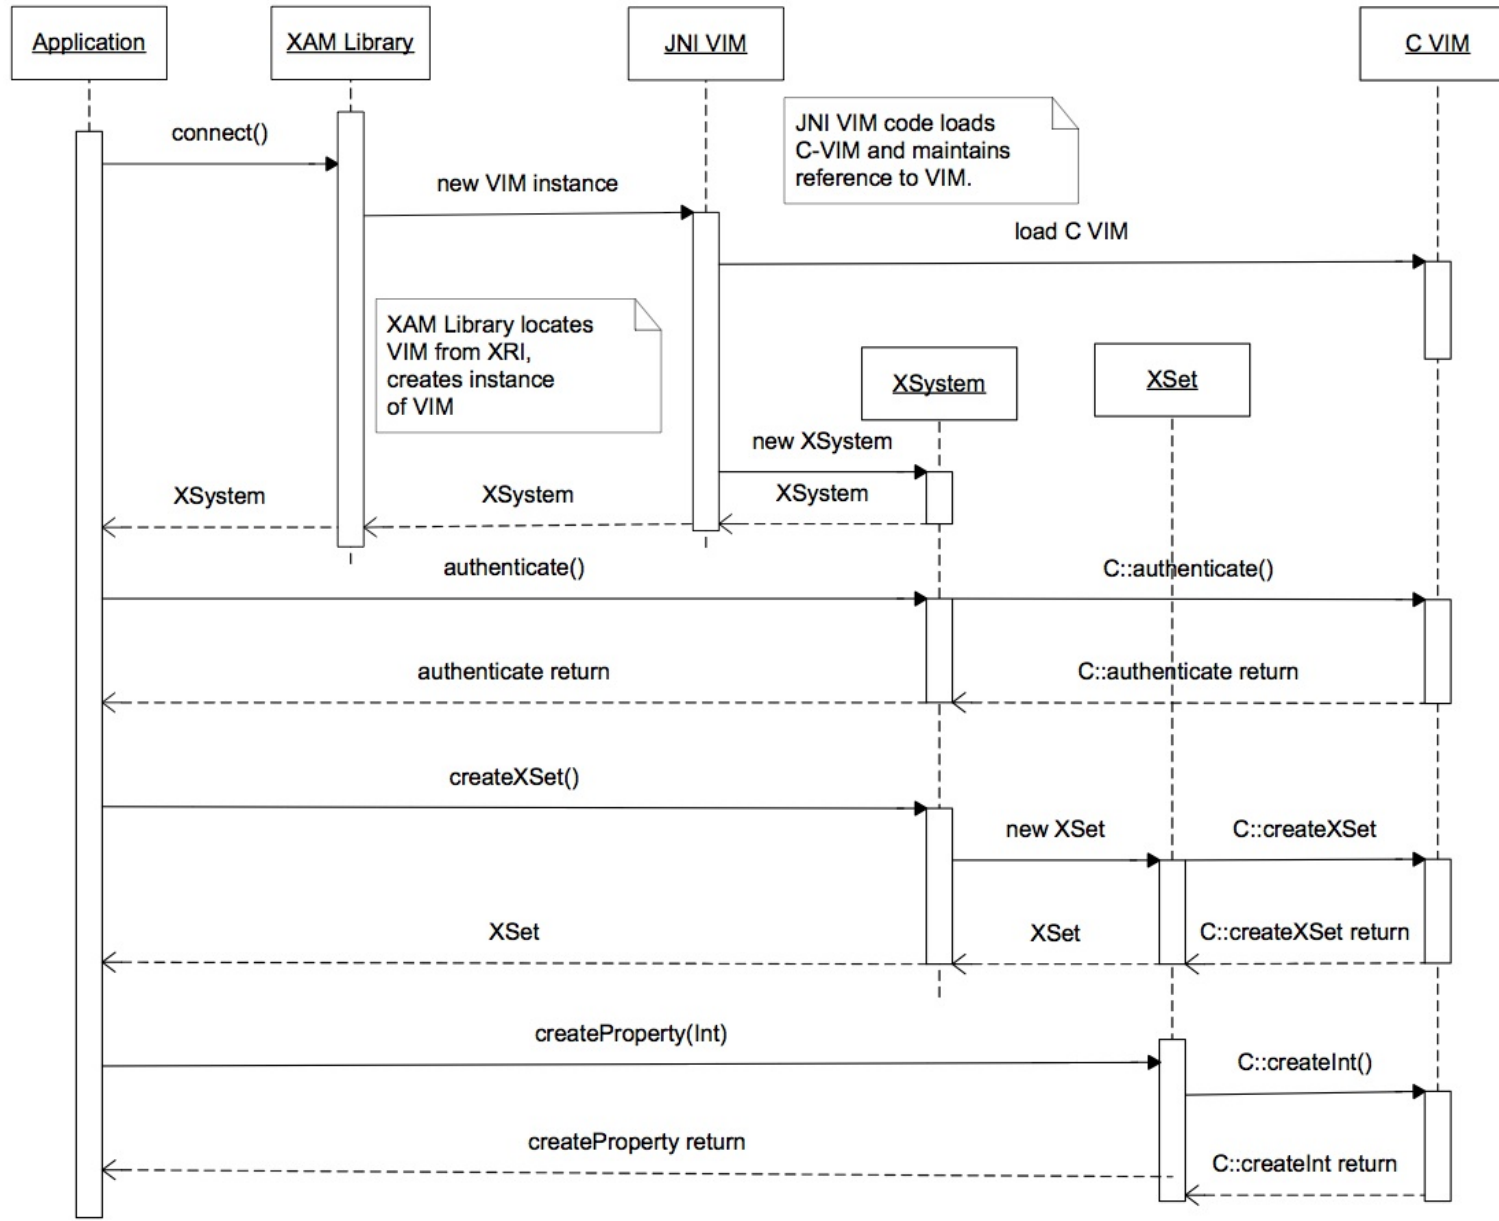 Application
XAM Library
JNI VIM
C VIM
connect()
JNI VIM code loads
C-VIM and maintains
reference to VIM.
new VIM instance
load C VIM
XAM Library locates
VIM from XRI,
creates instance
of VIM
XSystem
XSet
new XSystem
XSystem
XSystem
XSystem
authenticate()
C::authenticate()
authenticate return
C::authenticate return
createXSet()
new XSet
C::createXSet
XSet
XSet
C::createXSet return
createProperty(Int)
C::createInt()
createProperty return
C::createInt return